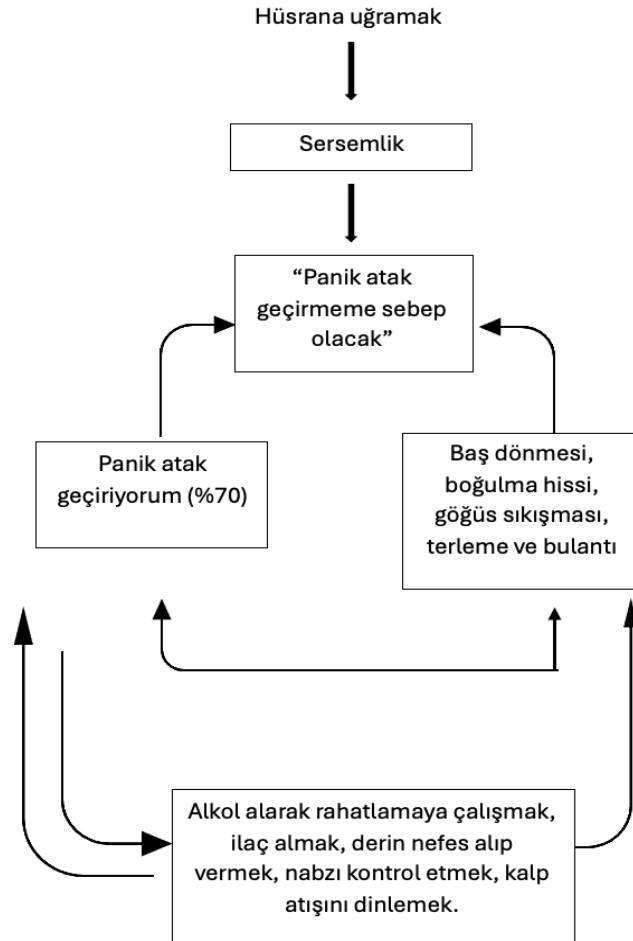 Hüsrana uğramak
Sersemlik
“Panik atak
geçirmeme sebep
olacak”
Panik atak
geçiriyorum (%70)
Baş dönmesi,
boğulma hissi,
göğüs sıkışması,
terleme ve bulantı
Alkol alarak rahatlamaya çalışmak,
ilaç almak, derin nefes alıp
vermek, nabzı kontrol etmek, kalp
atışını dinlemek.